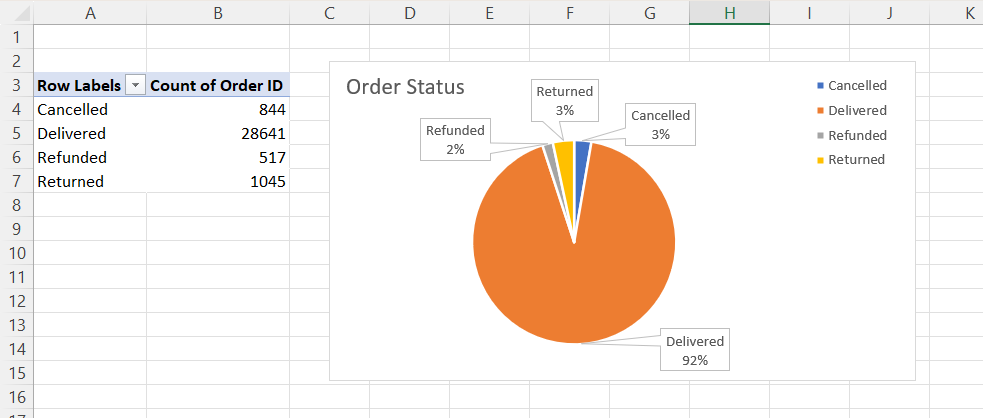 A B C D E F G H I J K
1
2
3 Row Labels Count of Order ID
4 Cancelled 844
5 Delivered 28641
6 Refunded 517
7 Returned 1045
8
9
10
11
12
13
14
15
16
17
Order Status
Returned
3%
Cancelled
3%
Refunded
2%
Delivered
92%
Cancelled
Delivered
Refunded
Returned